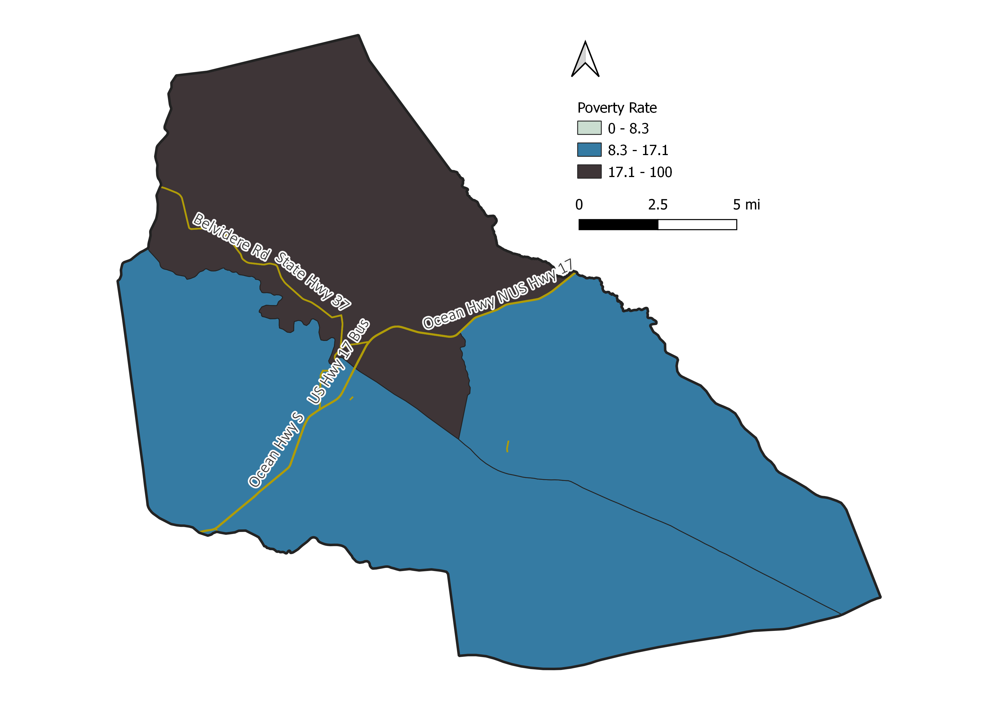 Poverty Rate
0 - 8.3
8.3 - 17.1
17.1 - 100
0 2.5 5 mi
Belvidere Rd
State Hwy 37
Ocean Hwy N
US Hwy 17
US Hwy 17 Bus
Ocean Hwy S